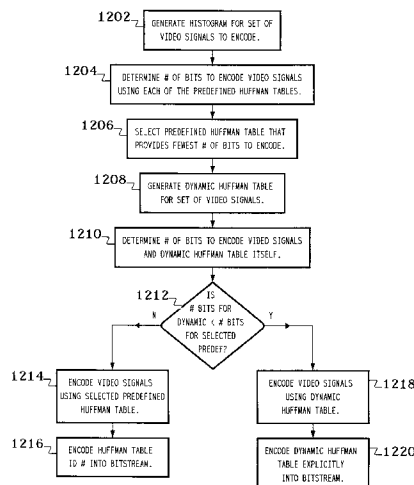 1202
GENERATE HISTOGRAM FOR SET OF
VIDEO SIGNALS TO ENCODE.
1204
DETERMINE # OF BITS TO ENCODE VIDEO SIGNALS
USING EACH OF THE PREDEFINED HUFFMAN TABLES.
1206
SELECT PREDEFINED HUFFMAN TABLE THAT
PROVIDES FEWEST # OF BITS TO ENCODE.
1208
GENERATE DYNAMIC HUFFMAN TABLE
FOR SET OF VIDEO SIGNALS.
1210
DETERMINE # OF BITS TO ENCODE VIDEO SIGNALS
AND DYNAMIC HUFFMAN TABLE ITSELF.
1212
IS
# BITS FOR
DYNAMIC < # BITS
FOR SELECTED
PREDEF?
N
Y
1214
ENCODE VIDEO SIGNALS
USING SELECTED PREDEFINED
HUFFMAN TABLE.
1218
ENCODE VIDEO SIGNALS
USING DYNAMIC
HUFFMAN TABLE.
1216
ENCODE HUFFMAN TABLE
ID # INTO BITSTREAM.
1220
ENCODE DYNAMIC HUFFMAN
TABLE EXPLICITLY
INTO BITSTREAM.